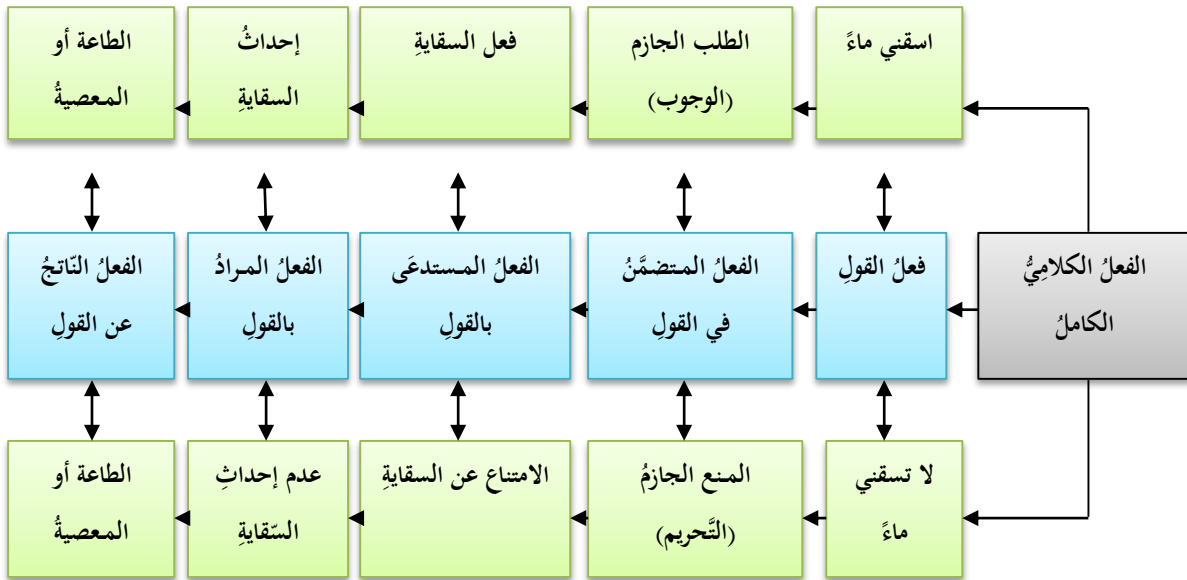 اسقني ماءً
الطلب الجازم
(الوجوب)
فعل السقايةِ
إحداثُ
السقايةِ
الطاعة أو
المعصيةُ
الفعلُ الكلامِيُّ
الكاملُ
فعلُ القولِ
الفعلُ المتضمَّنُ
في القولِ
الفعلُ المستدعَى
بالقولِ
الفعلُ المرادُ
بالقولِ
الفعلُ النّاتجُ
عن القولِ
لا تسقني
ماءً
المنع الجازمُ
(التَّحريم)
الامتناع عن السقايةِ
عدم إحداثِ
السّقايةِ
الطاعة أو
المعصيةُ